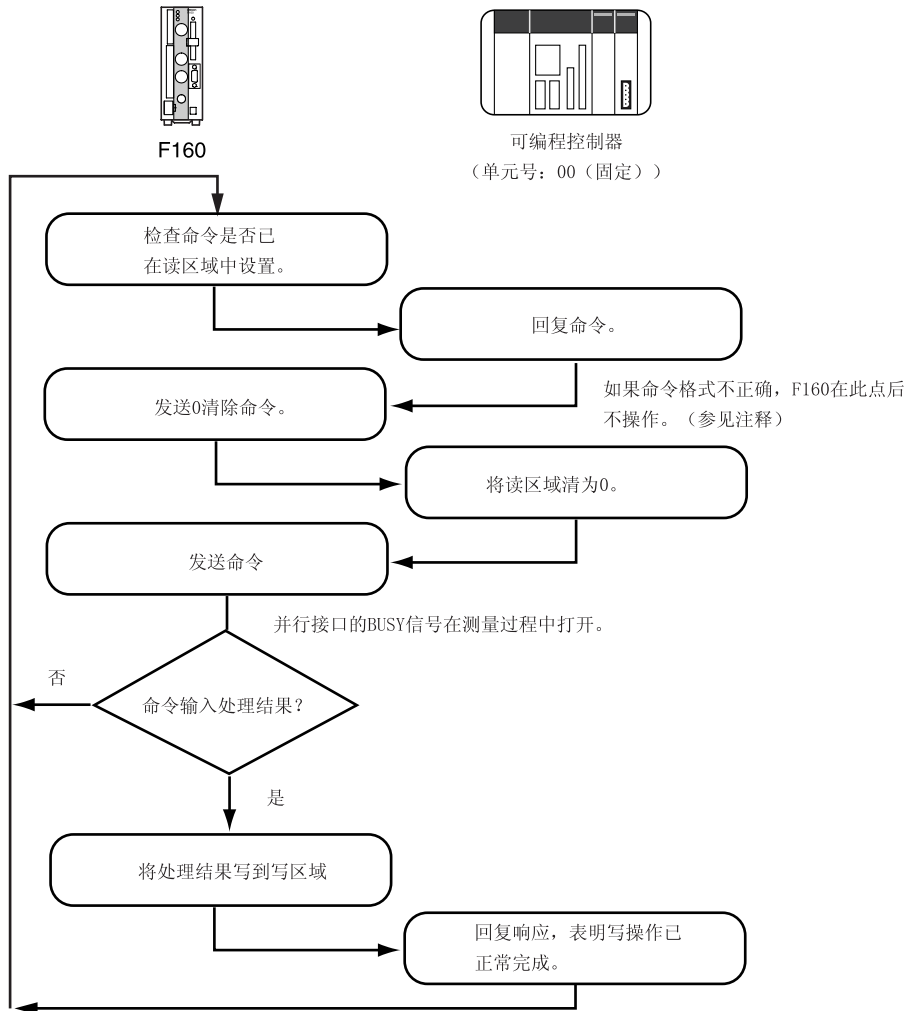 F160
可编程控制器
（单元号：00（固定））
检查命令是否已
在读区域中设置。
回复命令。
如果命令格式不正确，F160在此点后
不操作。（参见注释）
发送0清除命令。
将读区域清为0。
发送命令
并行接口的BUSY信号在测量过程中打开。
否
命令输入处理结果？
是
将处理结果写到写区域
回复响应，表明写操作已
正常完成。